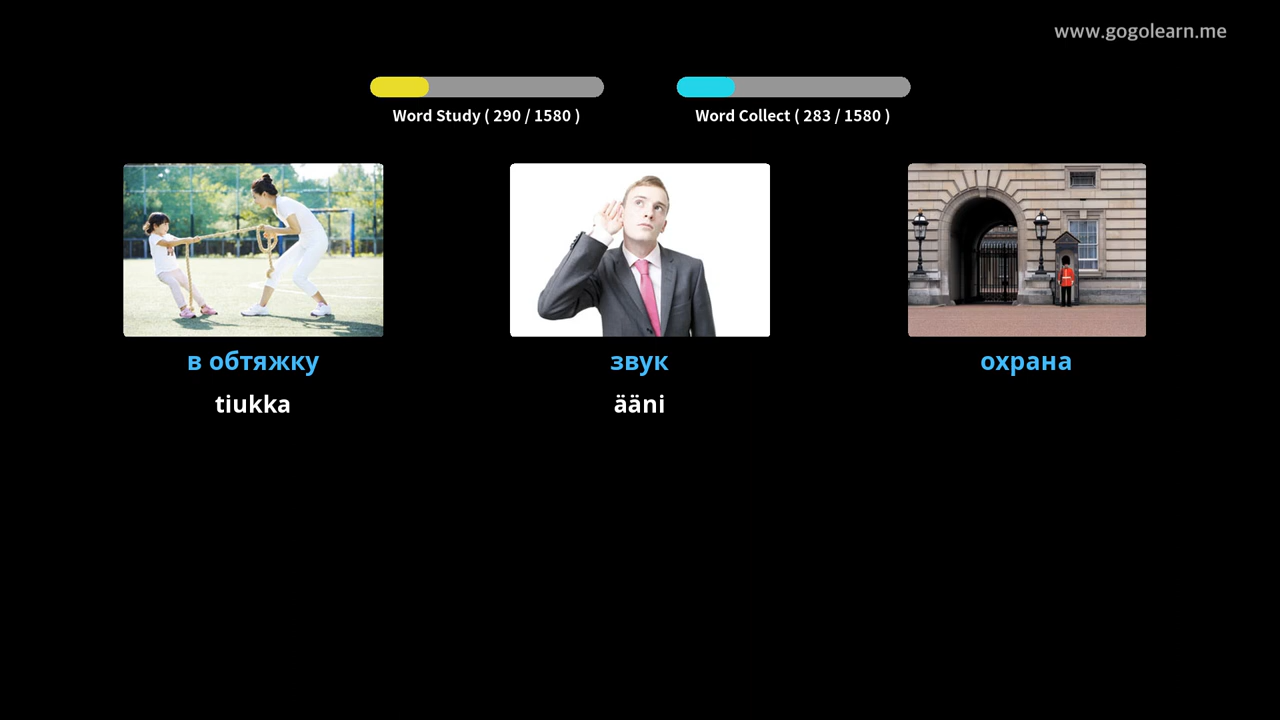 www.gogolearn.me
Word Study ( 290 / 1580 )
Word Collect ( 283 / 1580 )
в обтяжку
tiukka
звук
ääni
охрана